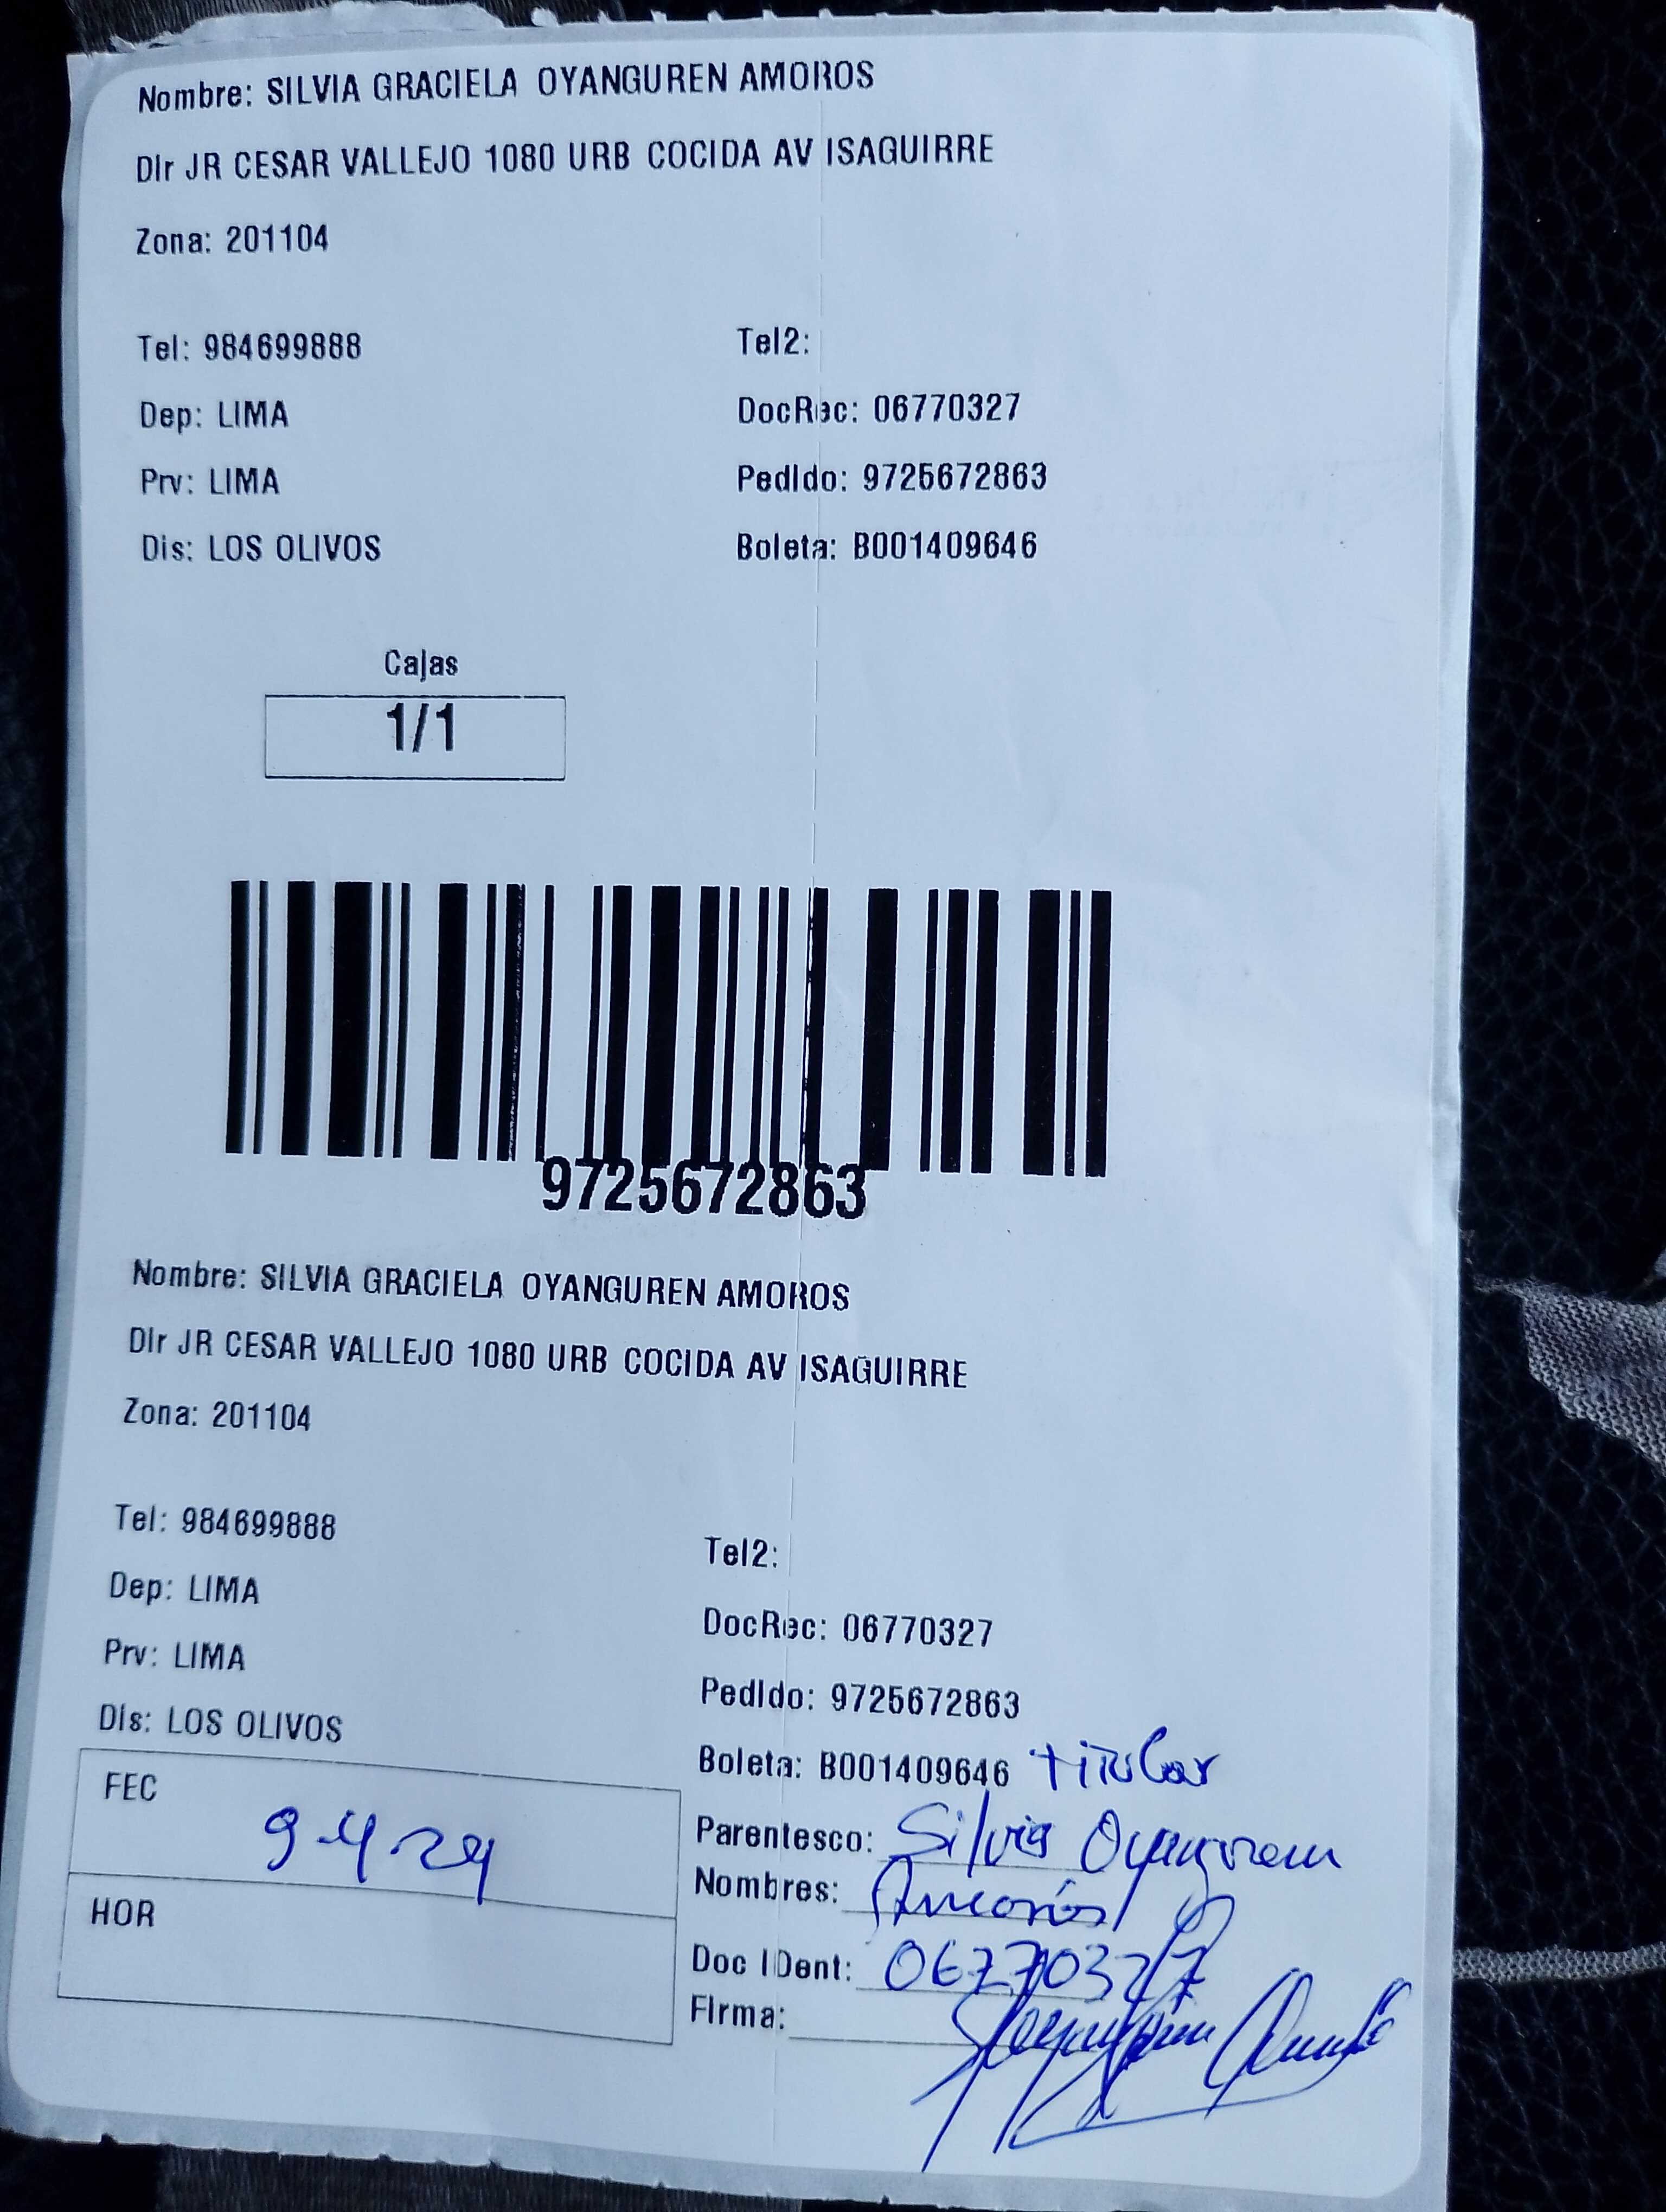 Nombre: SILVIA GRACIELA OYANGUREN AMOROS
Dir JR CESAR VALLEJO 1080 URB COCIDA AV ISAGUIRRE
Zona: 201104
Tel: 984699888 Tel2:
Dep: LIMA DocRec: 06770327
Prv: LIMA Pedido: 9725672863
Dis: LOS OLIVOS Boleta: B001409646
Cajas
1/1
9725672863
Nombre: SILVIA GRACIELA OYANGUREN AMOROS
Dir JR CESAR VALLEJO 1080 URB COCIDA AV ISAGUIRRE
Zona: 201104
Tel: 984699888 Tel2:
Dep: LIMA DocRec: 06770327
Prv: LIMA Pedido: 9725672863
Dis: LOS OLIVOS Boleta: B001409646 titular
FEC 9-4-24 Parentesco: Silvia Oyanguren
Nombres: Amorós
HOR Doc IDent: 06770327
Firma: